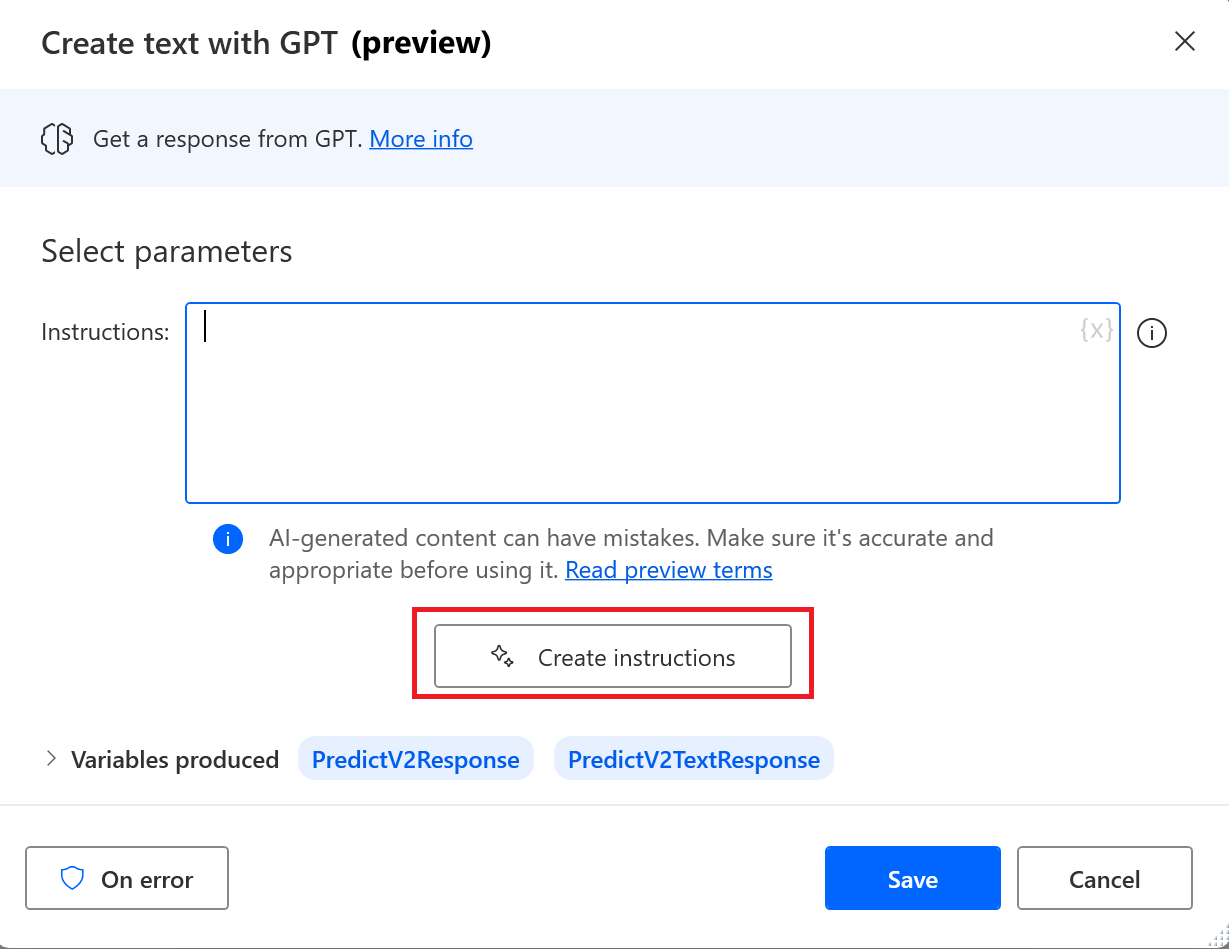 Create text with GPT (preview)
Get a response from GPT. More info
Select parameters
Instructions:
{x}
i
i
AI-generated content can have mistakes. Make sure it's accurate and
appropriate before using it. Read preview terms
Create instructions
Variables produced PredictV2Response PredictV2TextResponse
On error Save Cancel